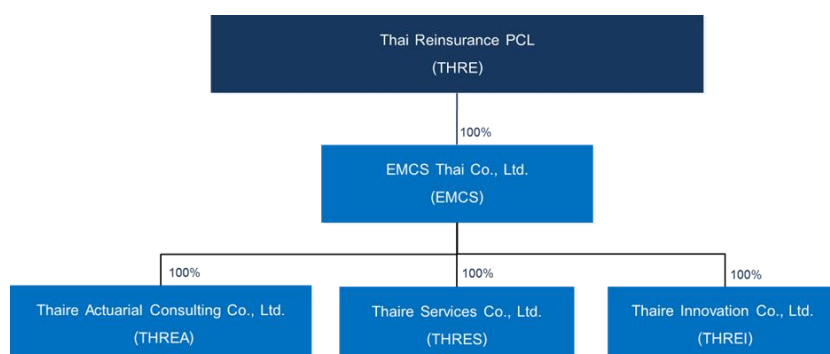 Thai Reinsurance PCL
(THRE)
100%
EMCS Thai Co., Ltd.
(EMCS)
100%
100%
100%
Thaire Actuarial Consulting Co., Ltd.
(THREA)
Thaire Services Co., Ltd.
(THRES)
Thaire Innovation Co., Ltd.
(THREI)